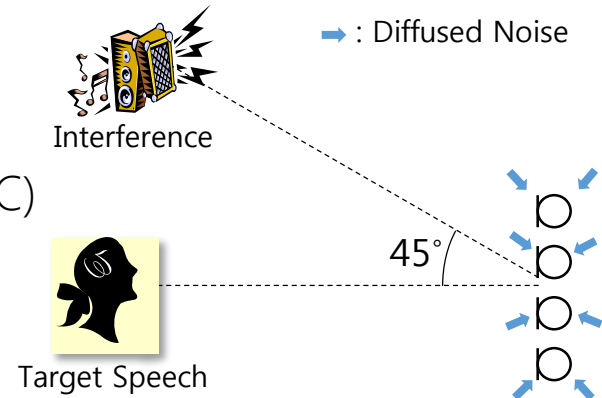 : Diffused Noise
Interference
C)
45°
Target Speech